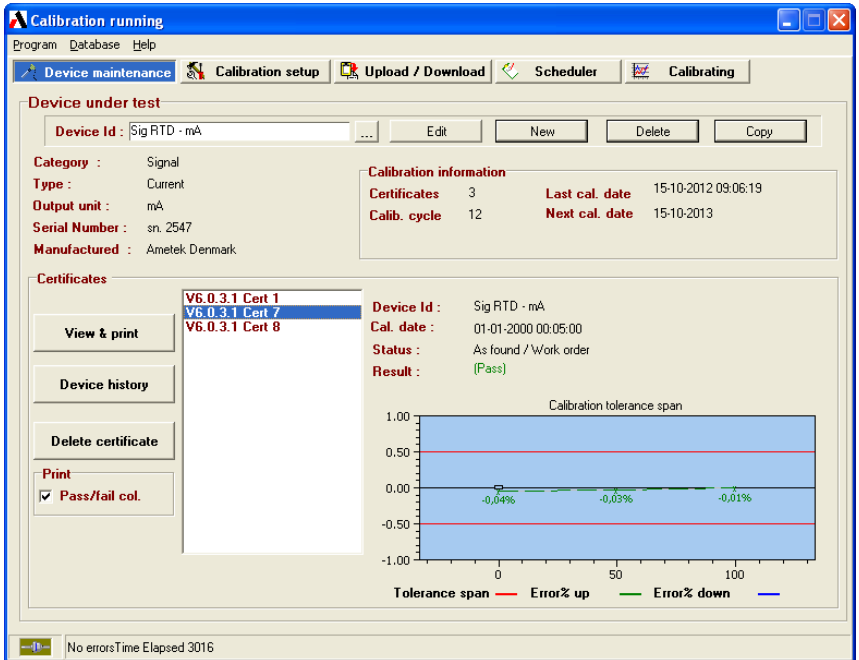 Calibration running
Program Database Help
Device maintenance Calibration setup Upload / Download Scheduler Calibrating
Device under test
Device Id : Sig RTD - mA ... Edit New Delete Copy
Category : Signal
Type : Current
Output unit : mA
Serial Number : sn. 2547
Manufactured : Ametek Denmark
Calibration information
Certificates 3 Last cal. date 15-10-2012 09:06:19
Calib. cycle 12 Next cal. date 15-10-2013
Certificates
View & print
Device history
Delete certificate
Print
Pass/fail col.
V6.0.3.1 Cert 1
V6.0.3.1 Cert 7
V6.0.3.1 Cert 8
Device Id : Sig RTD - mA
Cal. date : 01-01-2000 00:05:00
Status : As found / Work order
Result : (Pass)
Calibration tolerance span
1.00
0.50
0.00
-0.50
-1.00
-0,04% -0,03% -0,01%
0 50 100
Tolerance span Error% up Error% down
No errorsTime Elapsed 3016